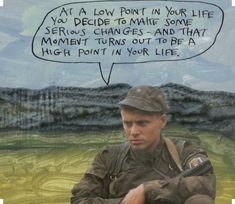 AT A LOW POINT IN YOUR LIFE
YOU DECIDE TO MAKE SOME
SERIOUS CHANGES - AND THAT
MOMENT TURNS OUT TO BE A
HIGH POINT IN YOUR LIFE.